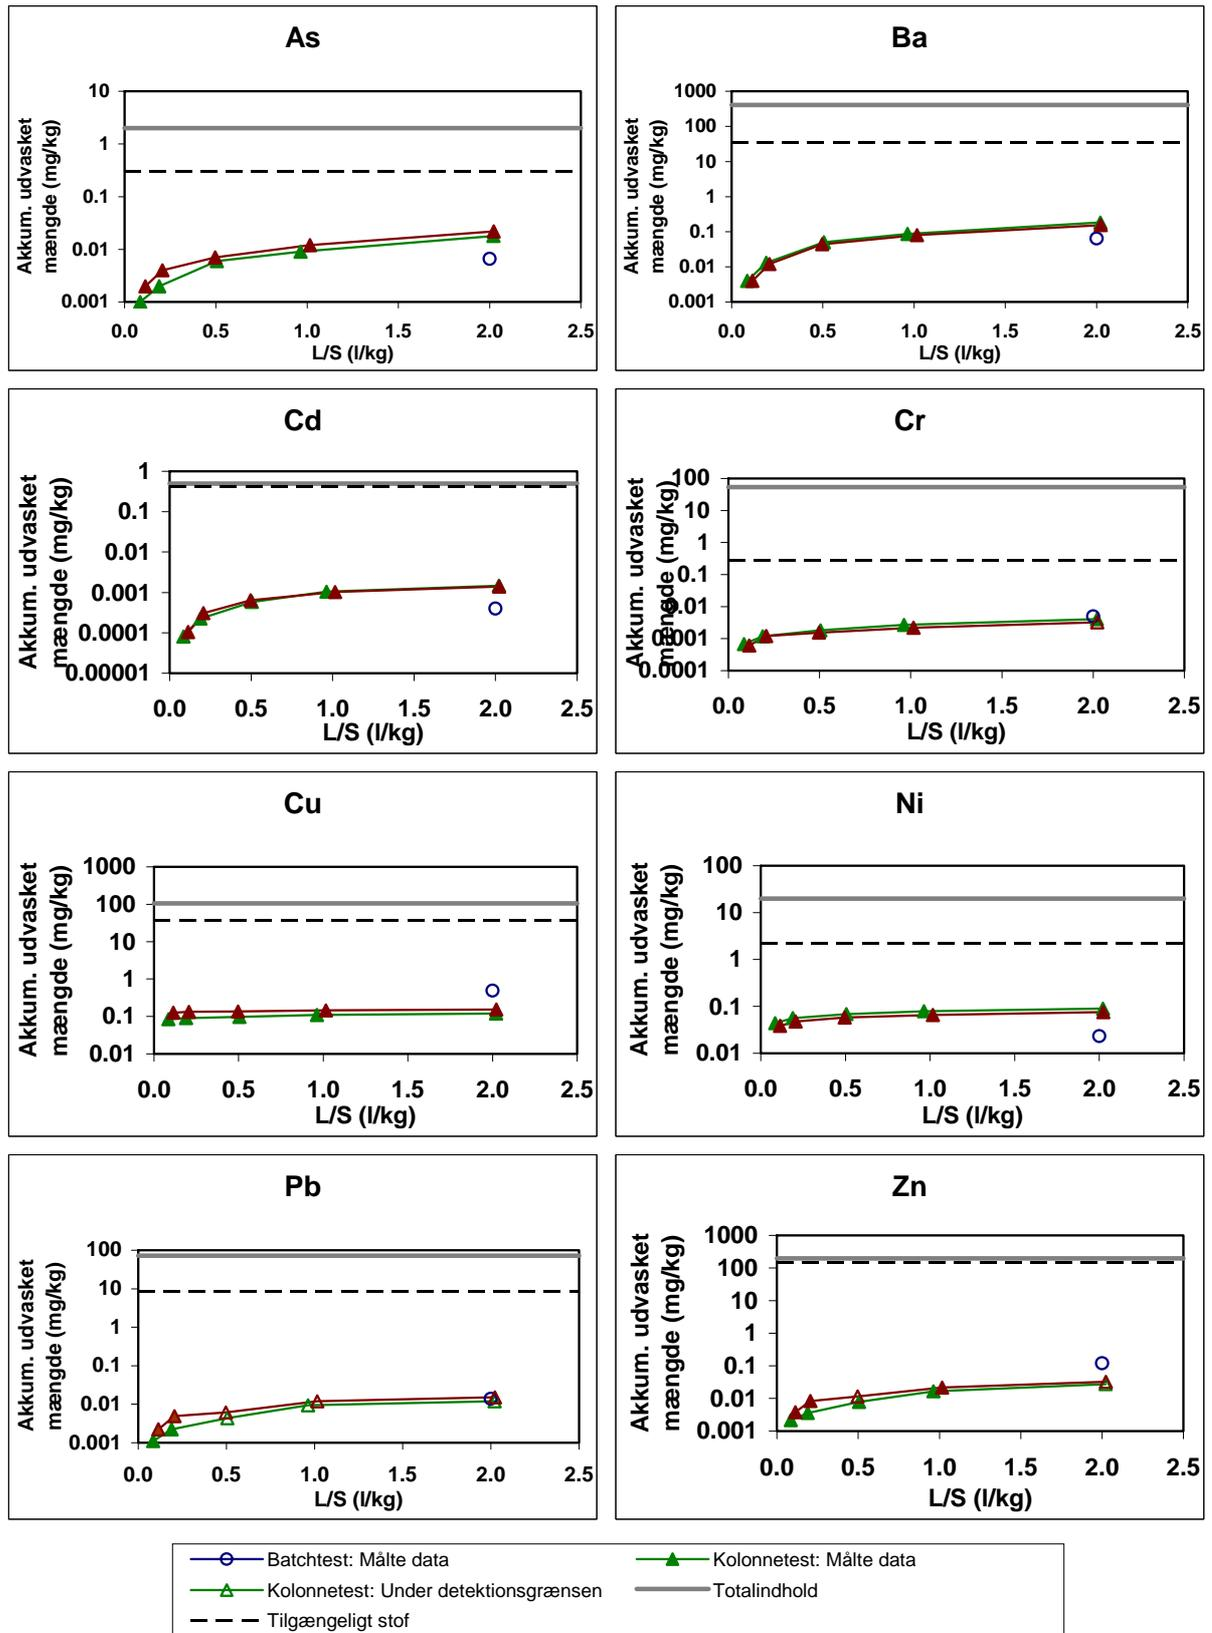 As
Akkum. udvasket
mængde (mg/kg)
10
1
0.1
0.01
0.001
0.0 0.5 1.0 1.5 2.0 2.5
L/S (l/kg)
Ba
Akkum. udvasket
mængde (mg/kg)
1000
100
10
1
0.1
0.01
0.001
0.0 0.5 1.0 1.5 2.0 2.5
L/S (l/kg)
Cd
Akkum. udvasket
mængde (mg/kg)
1
0.1
0.01
0.001
0.0001
0.00001
0.0 0.5 1.0 1.5 2.0 2.5
L/S (l/kg)
Cr
Akkum. udvasket
mængde (mg/kg)
100
10
1
0.1
0.01
0.001
0.0001
0.0 0.5 1.0 1.5 2.0 2.5
L/S (l/kg)
Cu
Akkum. udvasket
mængde (mg/kg)
1000
100
10
1
0.1
0.01
0.0 0.5 1.0 1.5 2.0 2.5
L/S (l/kg)
Ni
Akkum. udvasket
mængde (mg/kg)
100
10
1
0.1
0.01
0.0 0.5 1.0 1.5 2.0 2.5
L/S (l/kg)
Pb
Akkum. udvasket
mængde (mg/kg)
100
10
1
0.1
0.01
0.001
0.0 0.5 1.0 1.5 2.0 2.5
L/S (l/kg)
Zn
Akkum. udvasket
mængde (mg/kg)
1000
100
10
1
0.1
0.01
0.001
0.0 0.5 1.0 1.5 2.0 2.5
L/S (l/kg)
Batchtest: Målte data
Kolonnetest: Målte data
Kolonnetest: Under detektionsgrænsen
Totalindhold
Tilgængeligt stof